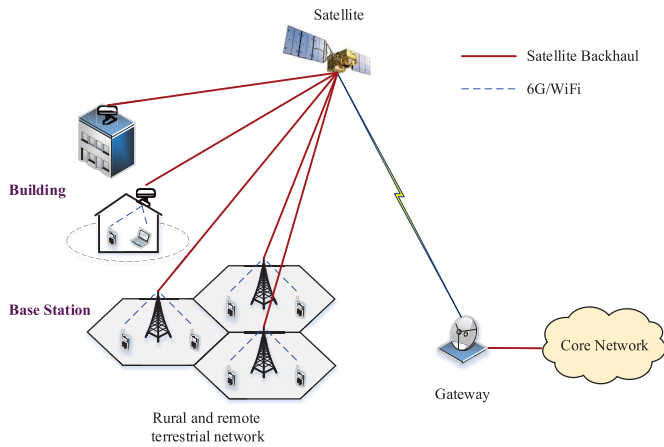 Satellite
Satellite Backhaul
6G/WiFi
Building
Base Station
Core Network
Gateway
Rural and remote
terrestrial network